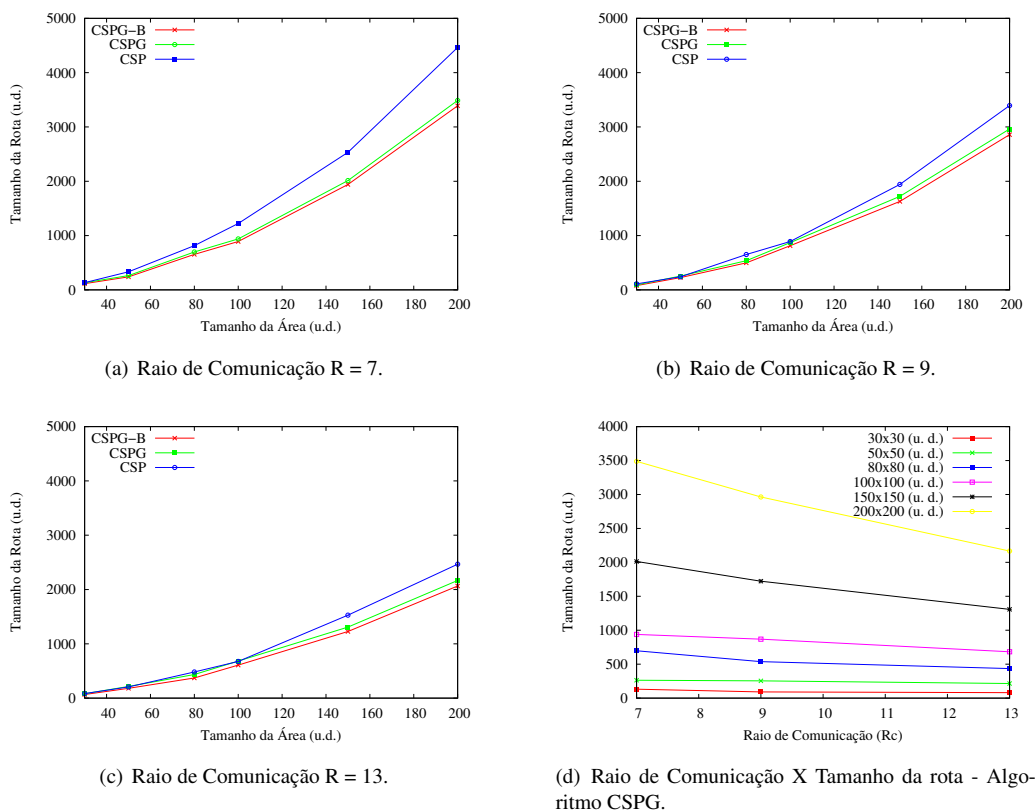 5000
4000
3000
2000
1000
0
40 60 80 100 120 140 160 180 200
Tamanho da Rota (u.d.)
Tamanho da Área (u.d.)
CSPG-B
CSPG
CSP
(a) Raio de Comunicação R = 7.
5000
4000
3000
2000
1000
0
40 60 80 100 120 140 160 180 200
Tamanho da Rota (u.d.)
Tamanho da Área (u.d.)
CSPG-B
CSPG
CSP
(b) Raio de Comunicação R = 9.
5000
4000
3000
2000
1000
0
40 60 80 100 120 140 160 180 200
Tamanho da Rota (u.d.)
Tamanho da Área (u.d.)
CSPG-B
CSPG
CSP
(c) Raio de Comunicação R = 13.
4000
3500
3000
2500
2000
1500
1000
500
0
7 8 9 10 11 12 13
Tamanho da Rota (u.d.)
Raio de Comunicação (Rc)
30x30 (u. d.)
50x50 (u. d.)
80x80 (u. d.)
100x100 (u. d.)
150x150 (u. d.)
200x200 (u. d.)
(d) Raio de Comunicação X Tamanho da rota - Algo-
ritmo CSPG.